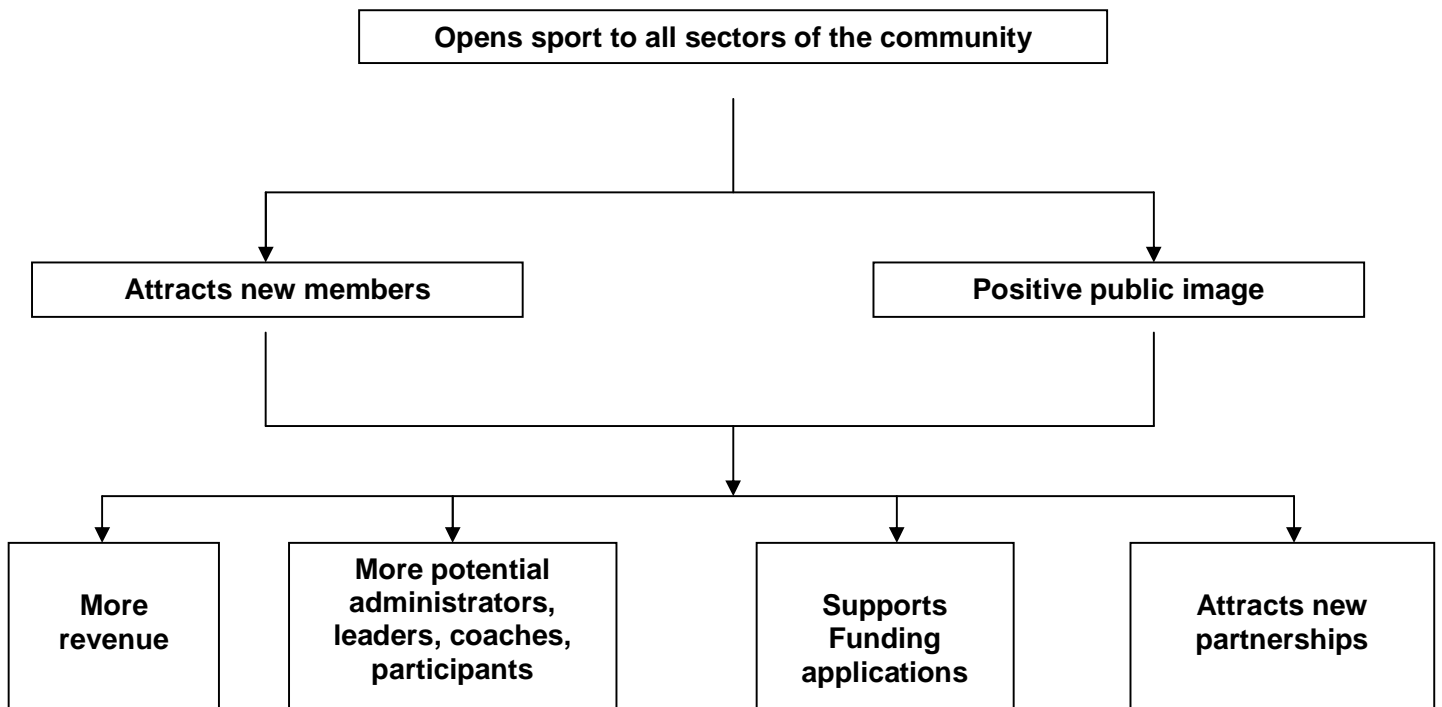 Opens sport to all sectors of the community
Attracts new members
Positive public image
More
revenue
More potential
administrators,
leaders, coaches,
participants
Supports
Funding
applications
Attracts new
partnerships